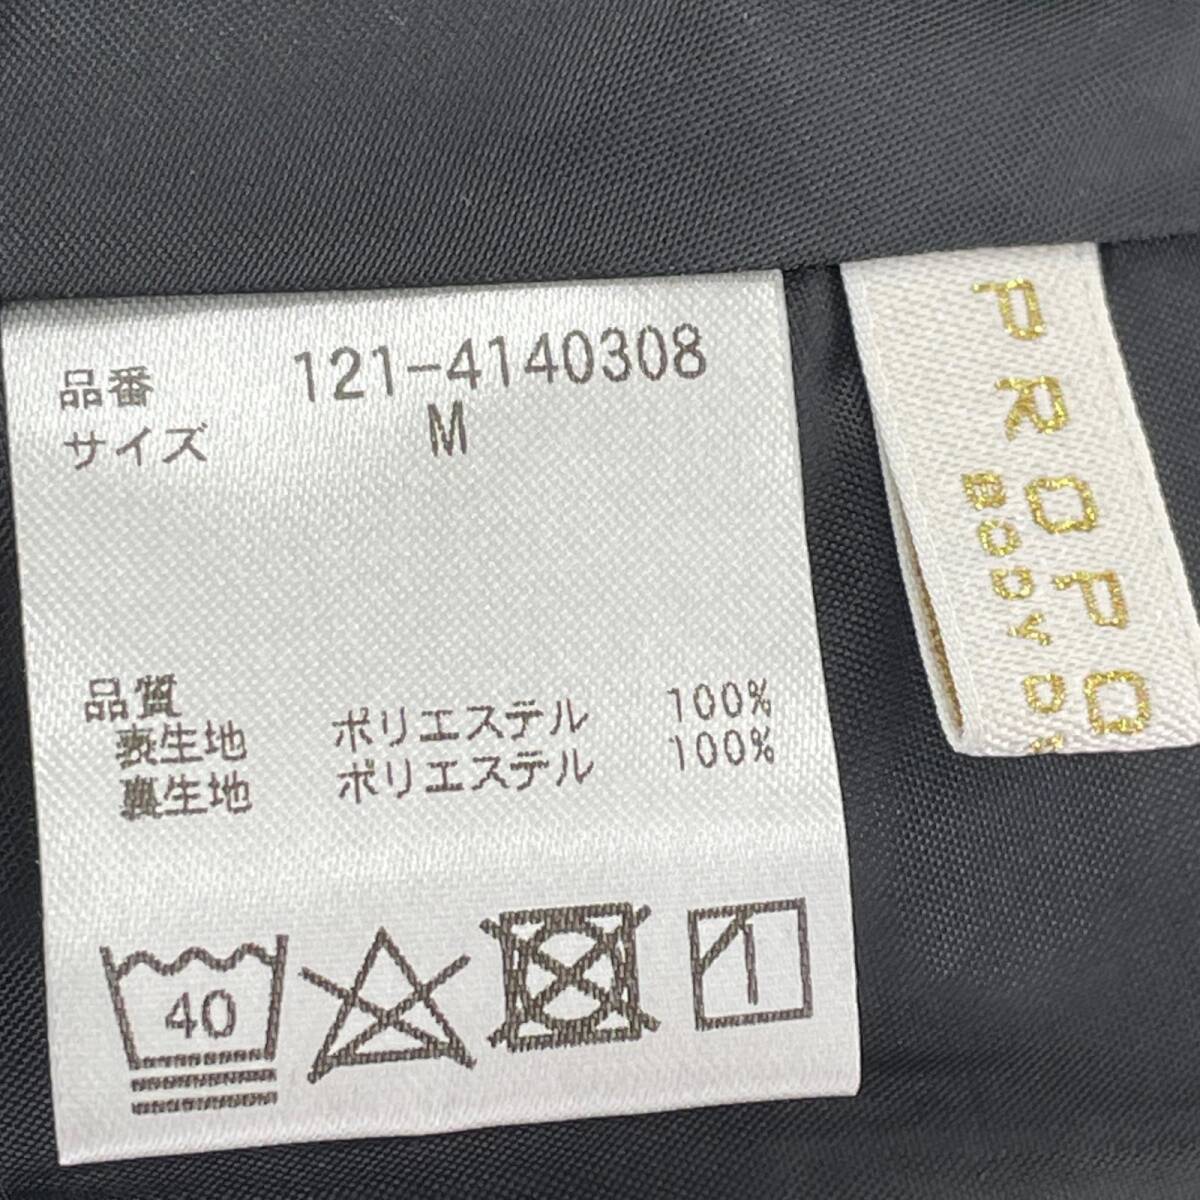 品番 121-4140308
サイズ M
品質
表生地 ポリエステル 100%
裏生地 ポリエステル 100%
40
PROPO
BODY D